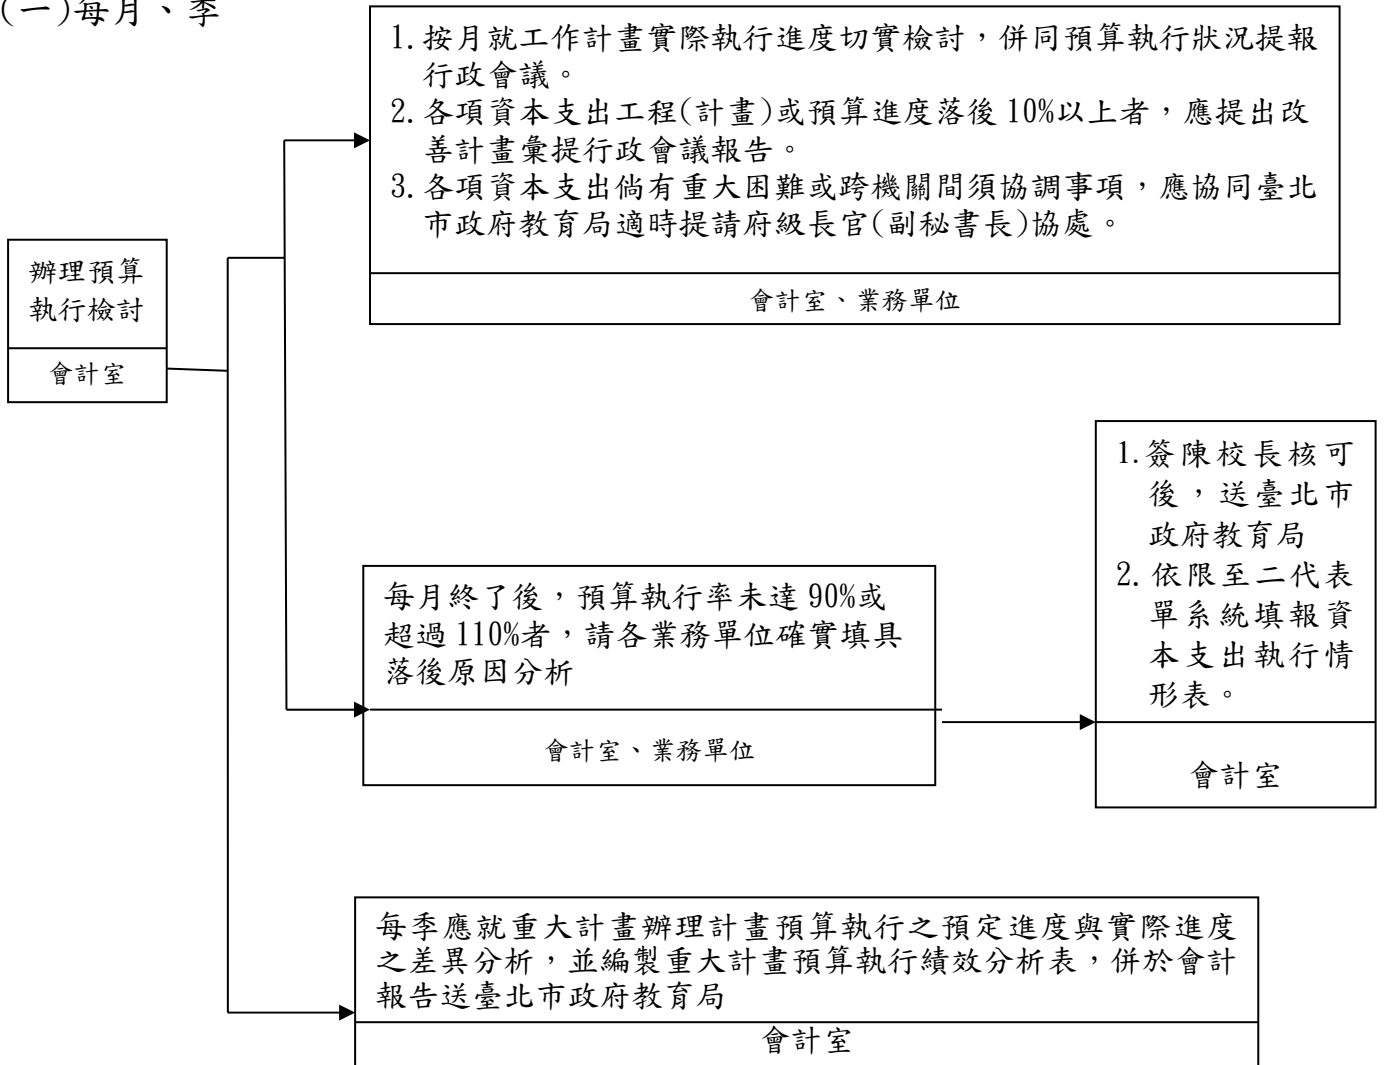 (一)每月、季
1.按月就工作計畫實際執行進度切實檢討，併同預算執行狀況提報
行政會議。
2.各項資本支出工程(計畫)或預算進度落後 10%以上者，應提出改
善計畫彙提行政會議報告。
3.各項資本支出倘有重大困難或跨機關間須協調事項，應協同臺北
市政府教育局適時提請府級長官(副秘書長)協處。
會計室、業務單位
辦理預算
執行檢討
會計室
1.簽陳校長核可
後，送臺北市
政府教育局
2.依限至二代表
單系統填報資
本支出執行情
形表。
會計室
每月終了後，預算執行率未達 90%或
超過 110%者，請各業務單位確實填具
落後原因分析
會計室、業務單位
每季應就重大計畫辦理計畫預算執行之預定進度與實際進度
之差異分析，並編製重大計畫預算執行績效分析表，併於會計
報告送臺北市政府教育局
會計室